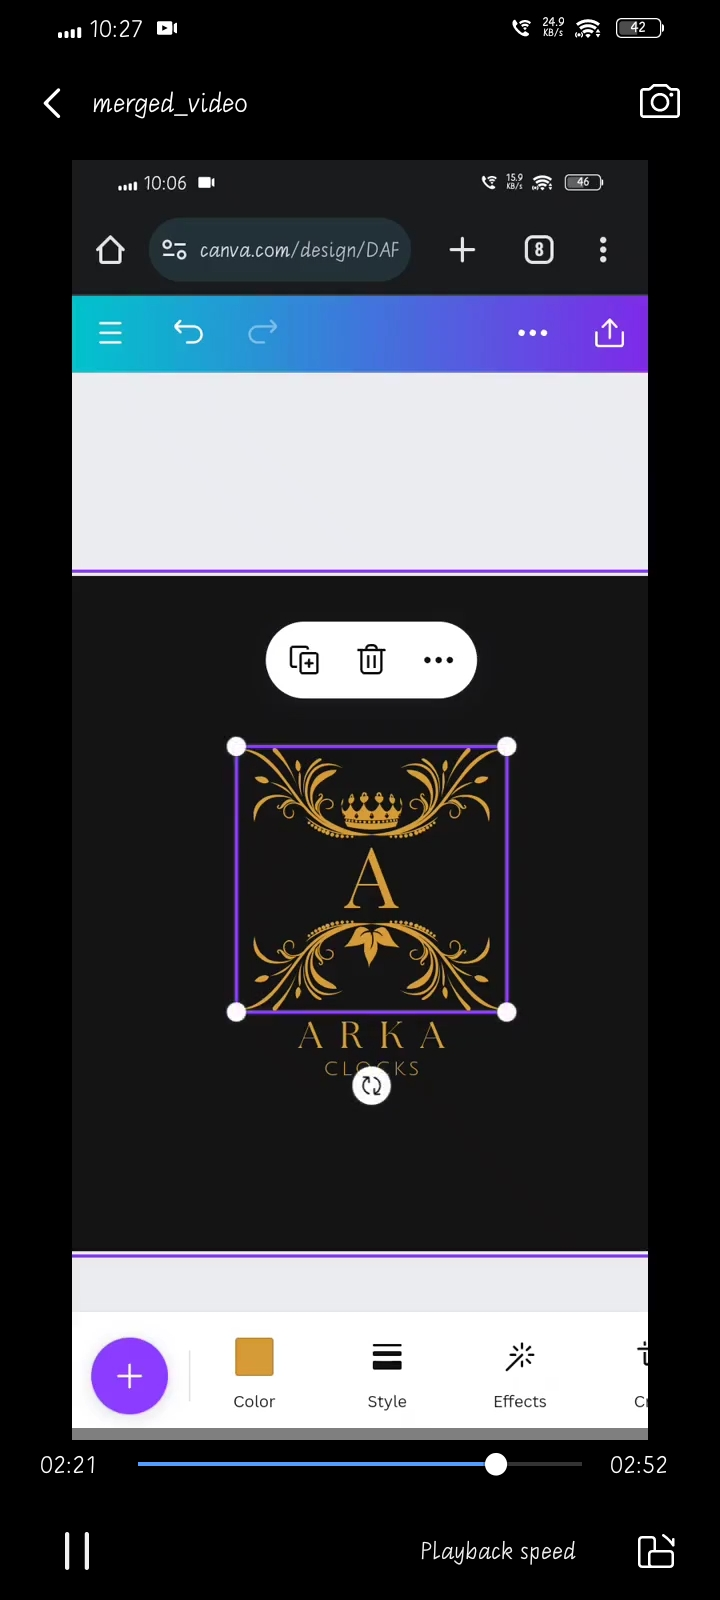 10:27
24.9
KB/s
42
merged_video
10:06
15.9
KB/s
46
canva.com/design/DAF
8
A
ARKA
CLOCKS
Color
Style
Effects
02:21
02:52
Playback speed